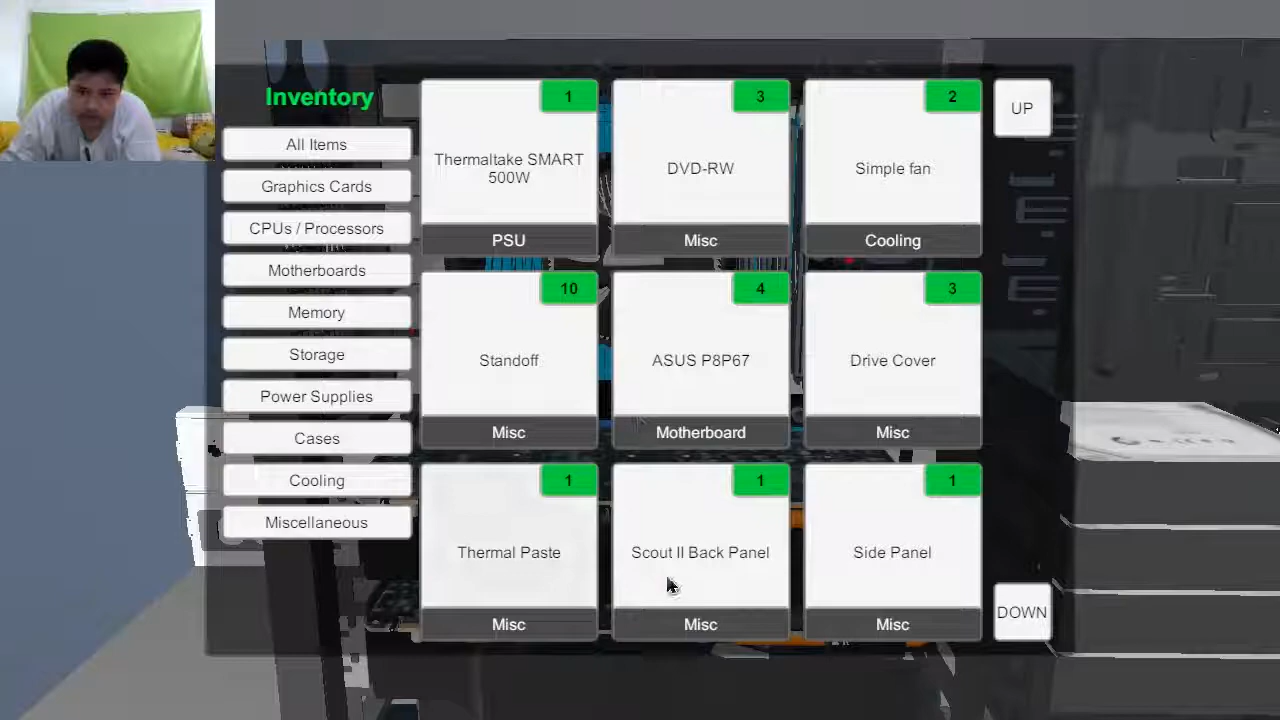 Inventory
All Items
Graphics Cards
CPUs / Processors
Motherboards
Memory
Storage
Power Supplies
Cases
Cooling
Miscellaneous
1
Thermaltake SMART
500W
PSU
3
DVD-RW
Misc
2
Simple fan
Cooling
10
Standoff
Misc
4
ASUS P8P67
Motherboard
3
Drive Cover
Misc
1
Thermal Paste
Misc
1
Scout II Back Panel
Misc
1
Side Panel
Misc
UP
DOWN